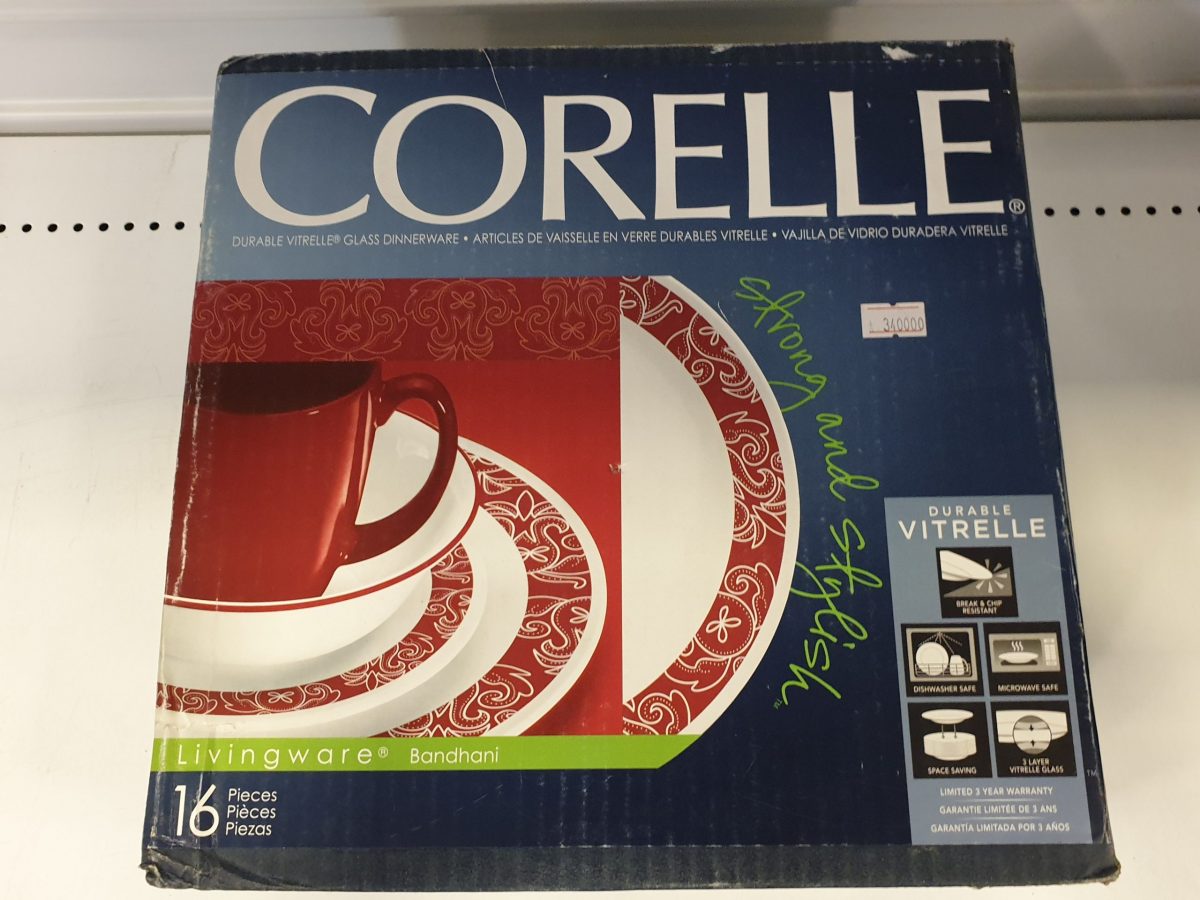 CORELLE®
DURABLE VITRELLE® GLASS DINNERWARE • ARTICLES DE VAISSELLE EN VERRE DURABLES VITRELLE • VAJILLA DE VIDRIO DURADERA VITRELLE
strong and stylish™
340000
DURABLE
VITRELLE
BREAK & CHIP
RESISTANT
DISHWASHER SAFE
MICROWAVE SAFE
SPACE SAVING
3 LAYER
VITRELLE GLASS
TM
LIMITED 3 YEAR WARRANTY
GARANTIE LIMITÉE DE 3 ANS
GARANTÍA LIMITADA POR 3 AÑOS
Livingware® Bandhani
16 Pieces
Pièces
Piezas